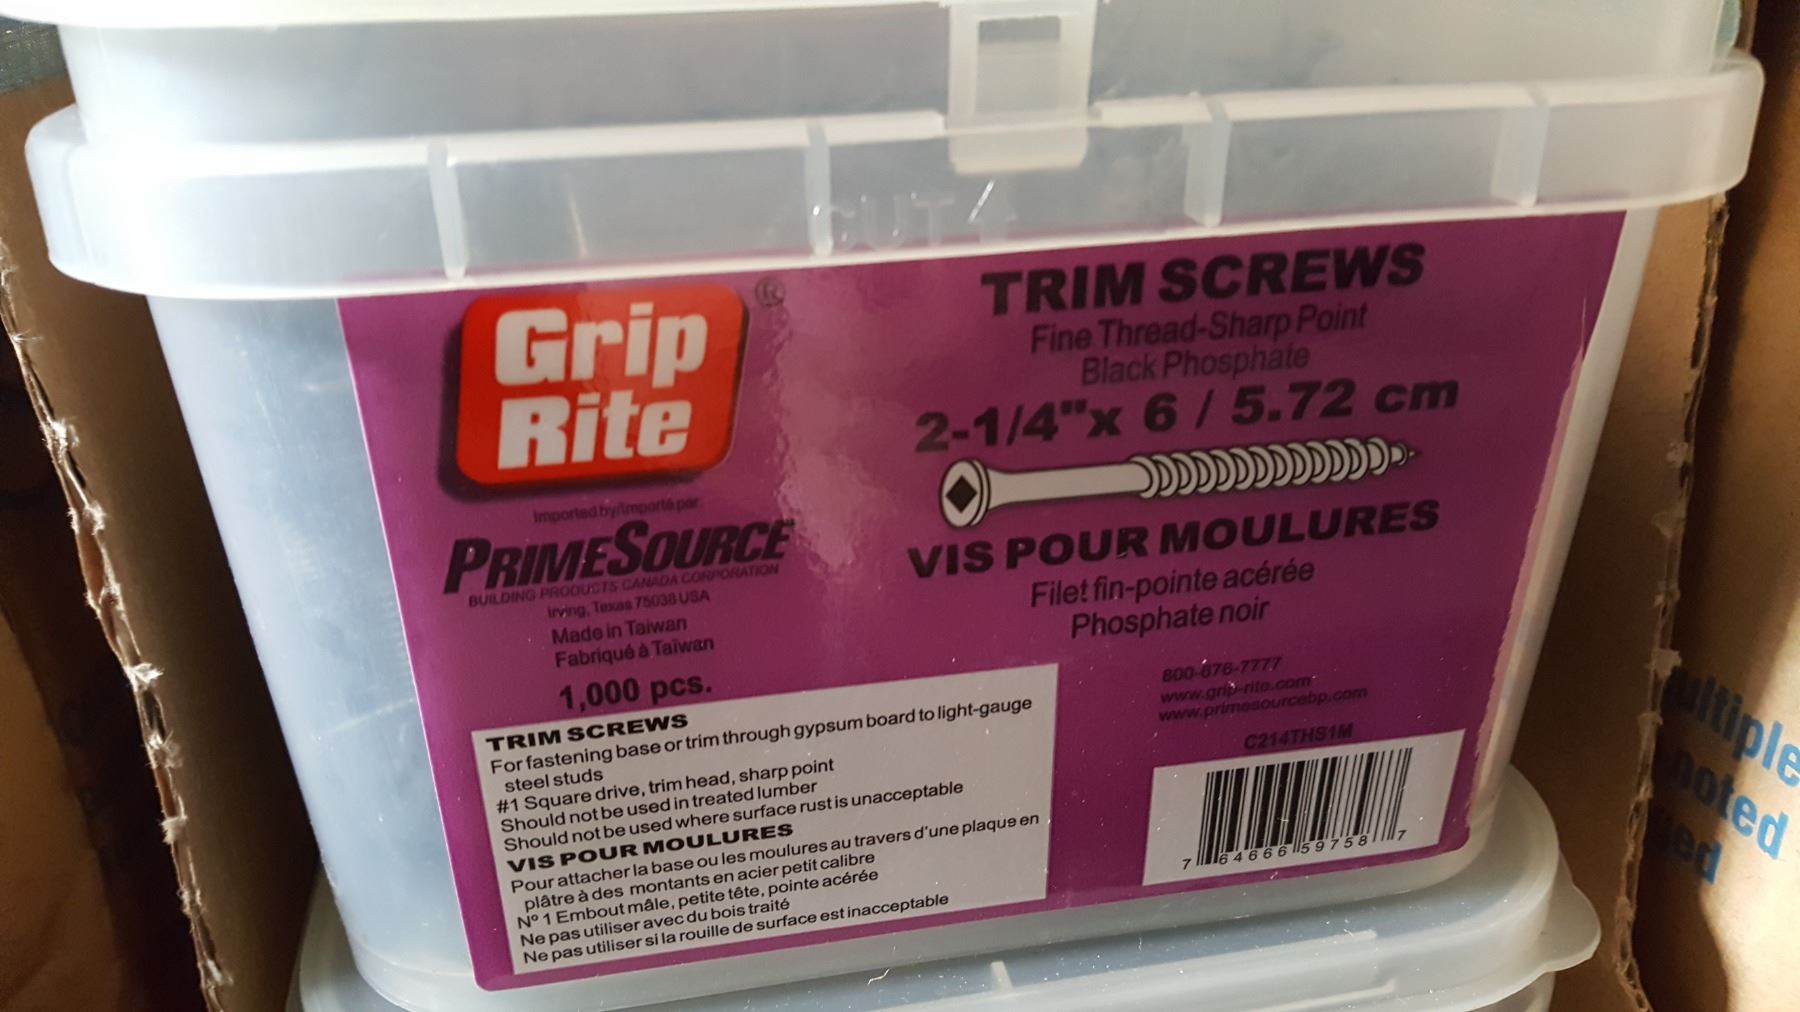 CUT
Grip
Rite
®
Imported by/Importé par:
PRIMESOURCE
BUILDING PRODUCTS CANADA CORPORATION
Irving, Texas 75038 USA
Made in Taiwan
Fabriqué à Taïwan
1,000 pcs.
TRIM SCREWS
For fastening base or trim through gypsum board to light-gauge
steel studs
#1 Square drive, trim head, sharp point
Should not be used in treated lumber
Should not be used where surface rust is unacceptable
VIS POUR MOULURES
Pour attacher la base ou les moulures au travers d'une plaque en
plâtre à des montants en acier petit calibre
Nº 1 Embout mâle, petite tête, pointe acérée
Ne pas utiliser avec du bois traité
Ne pas utiliser si la rouille de surface est inacceptable
TRIM SCREWS
Fine Thread-Sharp Point
Black Phosphate
2-1/4"x 6 / 5.72 cm
VIS POUR MOULURES
Filet fin-pointe acérée
Phosphate noir
800-676-7777
www.grip-rite.com
www.primesourcebp.com
C214THS1M
7 64666 59758 7
noted